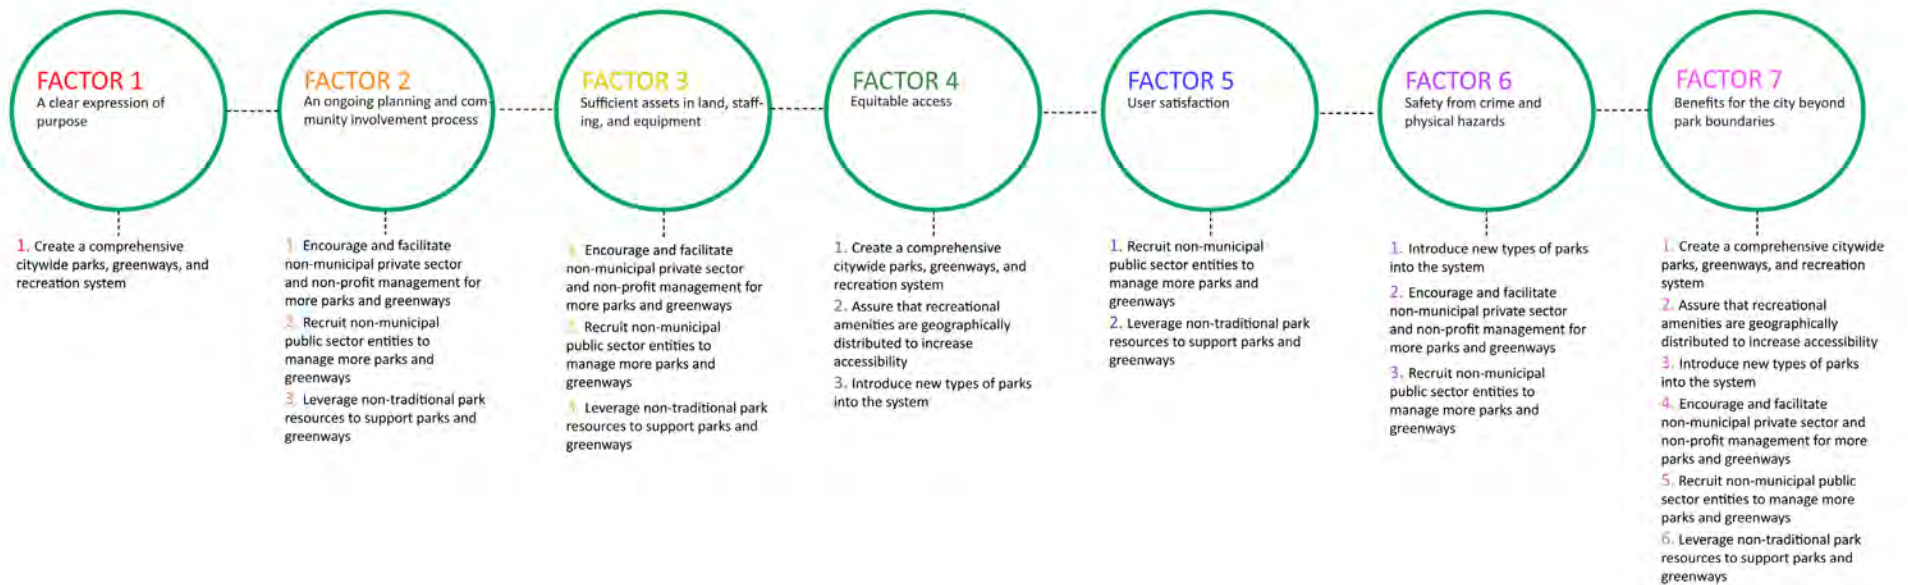 FACTOR 1
A clear expression of
purpose
1. Create a comprehensive
citywide parks, greenways, and
recreation system
FACTOR 2
An ongoing planning and com-
munity involvement process
1. Encourage and facilitate
non-municipal private sector
and non-profit management for
more parks and greenways
2. Recruit non-municipal
public sector entities to
manage more parks and
greenways
3. Leverage non-traditional park
resources to support parks and
greenways
FACTOR 3
Sufficient assets in land, staff-
ing, and equipment
1. Encourage and facilitate
non-municipal private sector
and non-profit management for
more parks and greenways
2. Recruit non-municipal
public sector entities to
manage more parks and
greenways
3. Leverage non-traditional park
resources to support parks and
greenways
FACTOR 4
Equitable access
1. Create a comprehensive
citywide parks, greenways, and
recreation system
2. Assure that recreational
amenities are geographically
distributed to increase
accessibility
3. Introduce new types of parks
into the system
FACTOR 5
User satisfaction
1. Recruit non-municipal
public sector entities to
manage more parks and
greenways
2. Leverage non-traditional park
resources to support parks and
greenways
FACTOR 6
Safety from crime and
physical hazards
1. Introduce new types of parks
into the system
2. Encourage and facilitate
non-municipal private sector
and non-profit management for
more parks and greenways
3. Recruit non-municipal
public sector entities to
manage more parks and
greenways
FACTOR 7
Benefits for the city beyond
park boundaries
1. Create a comprehensive citywide
parks, greenways, and recreation
system
2. Assure that recreational
amenities are geographically
distributed to increase accessibility
3. Introduce new types of parks
into the system
4. Encourage and facilitate
non-municipal private sector and
non-profit management for more
parks and greenways
5. Recruit non-municipal public
sector entities to manage more
parks and greenways
6. Leverage non-traditional park
resources to support parks and
greenways